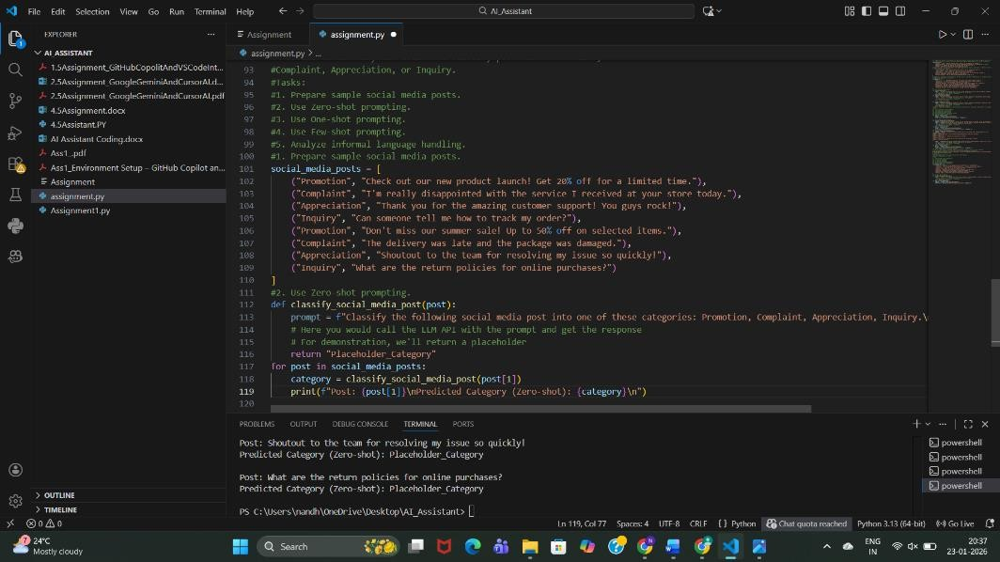 File Edit Selection View Go Run Terminal Help
AI_Assistant
EXPLORER
AI_ASSISTANT
1.5Assignment_GitHubCopolitAndVSCodeInt...
2.5Assignment_GoogleGeminiAndCursorAI.d...
2.5Assignment_GoogleGeminiAndCursorAI.pdf
4.5Assignment.docx
4.5Assistant.PY
AI Assistant Coding.docx
Ass1_.pdf
Ass1_Environment Setup – GitHub Copilot an...
Assignment
assignment.py
Assignment1.py
OUTLINE
TIMELINE
Assignment
assignment.py
assignment.py > ...
93 #Complaint, Appreciation, or Inquiry.
94 #Tasks:
95 #1. Prepare sample social media posts.
96 #2. Use Zero-shot prompting.
97 #3. Use One-shot prompting.
98 #4. Use Few-shot prompting.
99 #5. Analyze informal language handling.
100 #1. Prepare sample social media posts.
101 social_media_posts = [
102 ("Promotion", "Check out our new product launch! Get 20% off for a limited time."),
103 ("Complaint", "I'm really disappointed with the service I received at your store today."),
104 ("Appreciation", "Thank you for the amazing customer support! You guys rock!"),
105 ("Inquiry", "Can someone tell me how to track my order?"),
106 ("Promotion", "Don't miss our summer sale! Up to 50% off on selected items."),
107 ("Complaint", "The delivery was late and the package was damaged."),
108 ("Appreciation", "Shoutout to the team for resolving my issue so quickly!"),
109 ("Inquiry", "What are the return policies for online purchases?")
110 ]
111 #2. Use Zero-shot prompting.
112 def classify_social_media_post(post):
113 prompt = f"Classify the following social media post into one of these categories: Promotion, Complaint, Appreciation, Inquiry.\
114 # Here you would call the LLM API with the prompt and get the response
115 # For demonstration, we'll return a placeholder
116 return "Placeholder_Category"
117 for post in social_media_posts:
118 category = classify_social_media_post(post[1])
119 print(f"Post: {post[1]}\nPredicted Category (Zero-shot): {category}\n")
120
PROBLEMS OUTPUT DEBUG CONSOLE TERMINAL PORTS
Post: Shoutout to the team for resolving my issue so quickly!
Predicted Category (Zero-shot): Placeholder_Category
Post: What are the return policies for online purchases?
Predicted Category (Zero-shot): Placeholder_Category
PS C:\Users\nandh\OneDrive\Desktop\AI_Assistant>
powershell
powershell
powershell
powershell
0 0 Ln 119, Col 77 Spaces: 4 UTF-8 CRLF {} Python Chat quota reached Python 3.13 (64-bit) Go Live
24°C
Mostly cloudy
Search
ENG
IN
20:37
23-01-2026